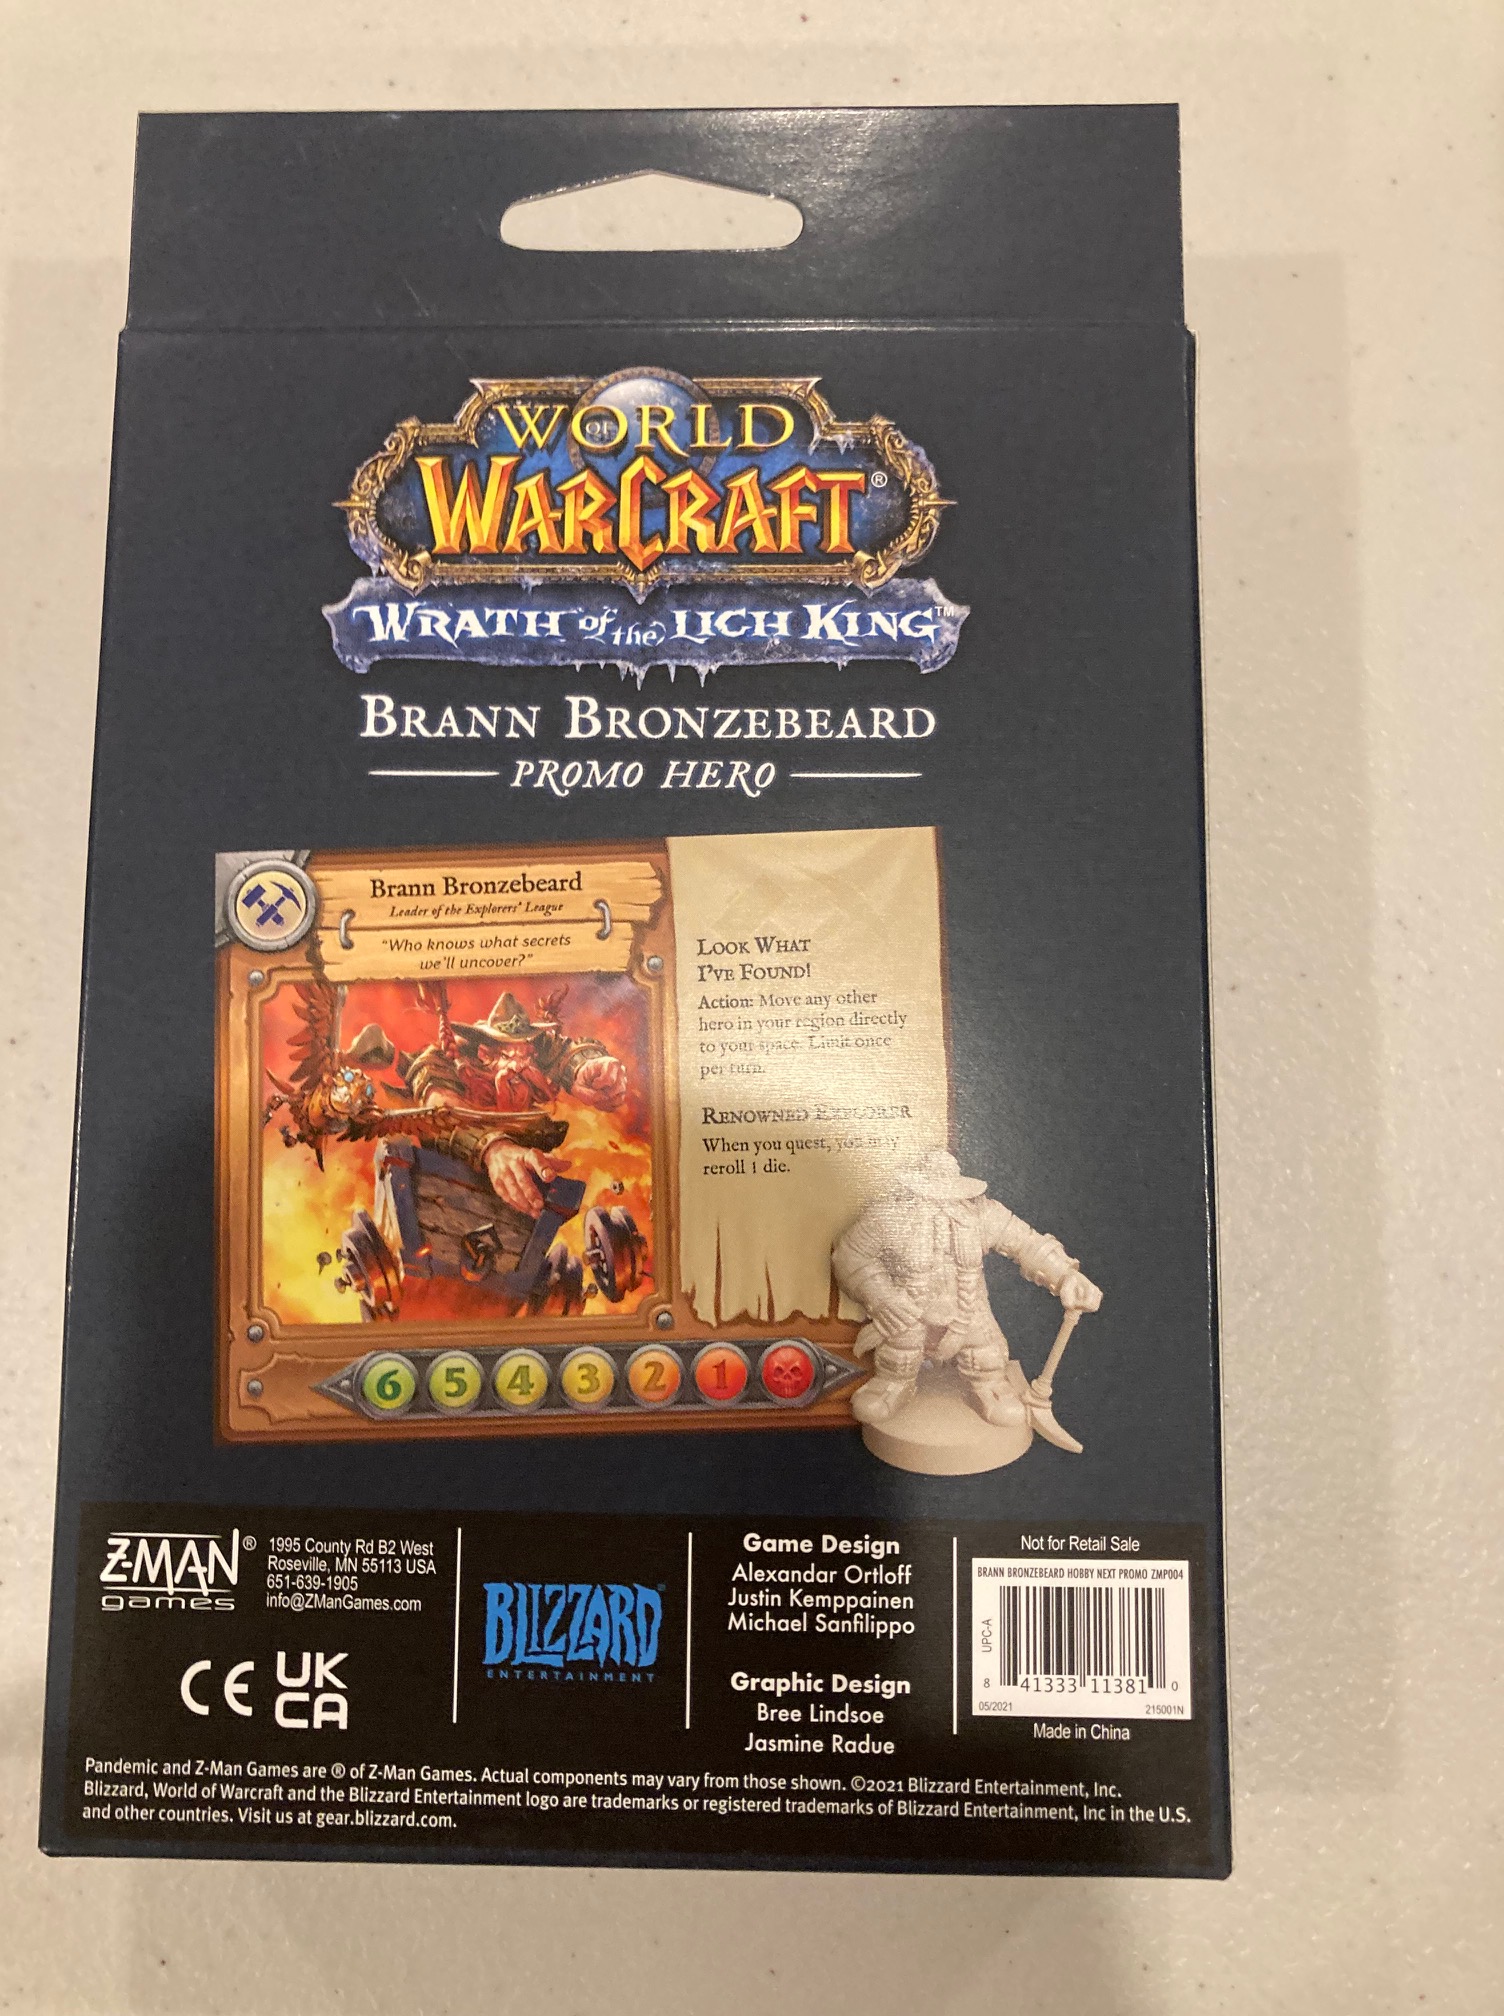 WORLD OF
WARCRAFT®
WRATH of the LICH KING™
BRANN BRONZEBEARD
PROMO HERO
Brann Bronzebeard
Leader of the Explorers' League
"Who knows what secrets
we'll uncover?"
LOOK WHAT
I'VE FOUND!
Action: Move any other
hero in your region directly
to your space. Limit once
per turn.
RENOWNED EXPLORER
When you quest, you may
reroll 1 die.
6 5 4 3 2 1
Z-MAN®
games
1995 County Rd B2 West
Roseville, MN 55113 USA
651-639-1905
info@ZManGames.com
CE UK
CA
BLIZZARD®
ENTERTAINMENT
Game Design
Alexandar Ortloff
Justin Kemppainen
Michael Sanfilippo
Graphic Design
Bree Lindsoe
Jasmine Radue
Not for Retail Sale
BRANN BRONZEBEARD HOBBY NEXT PROMO ZMP004
UPC-A
8 41333 11381 0
05/2021 215001N
Made in China
Pandemic and Z-Man Games are ® of Z-Man Games. Actual components may vary from those shown. ©2021 Blizzard Entertainment, Inc.
Blizzard, World of Warcraft and the Blizzard Entertainment logo are trademarks or registered trademarks of Blizzard Entertainment, Inc in the U.S.
and other countries. Visit us at gear.blizzard.com.